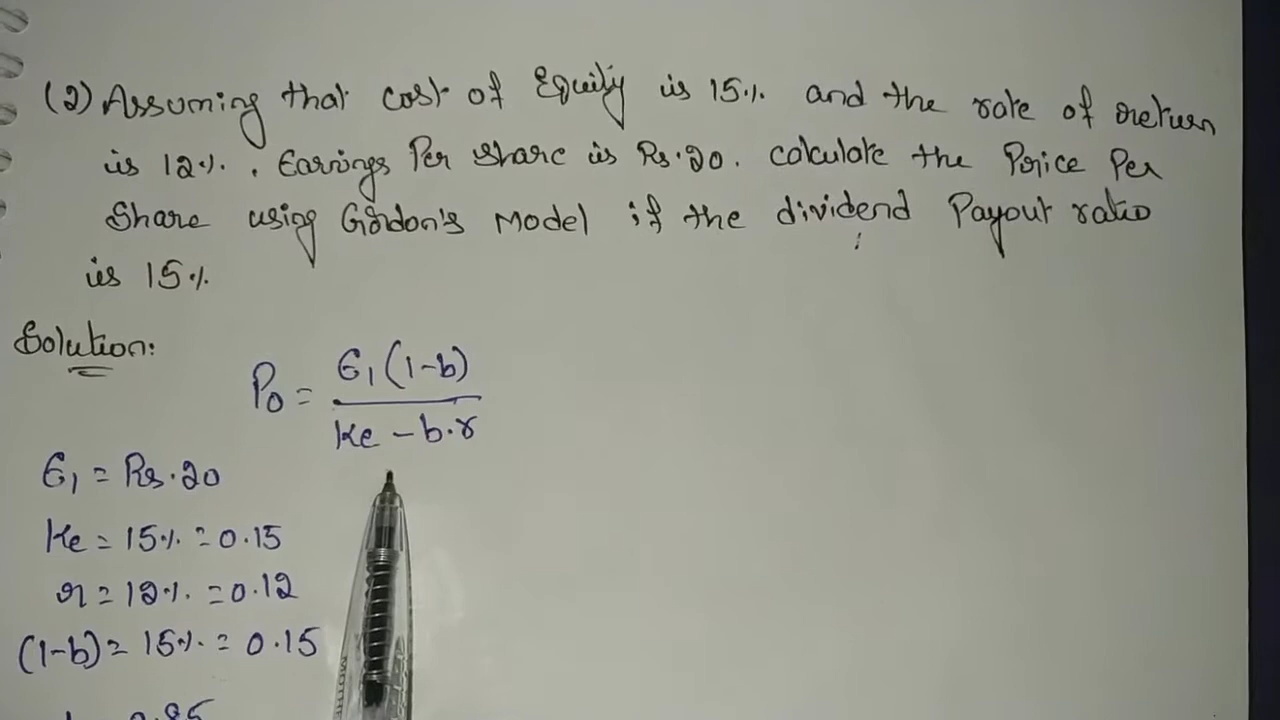 (2) Assuming that cost of Equity is 15%. and the rate of return
is 12%. Earnings Per share is Rs.20. calculate the Price Per
Share using Gordon's Model if the dividend Payout ratio
is 15%
Solution:
P0 = E1(1-b)
Ke - b.r
E1 = Rs.20
Ke = 15% = 0.15
r = 12% = 0.12
(1-b) = 15% = 0.15
0.85